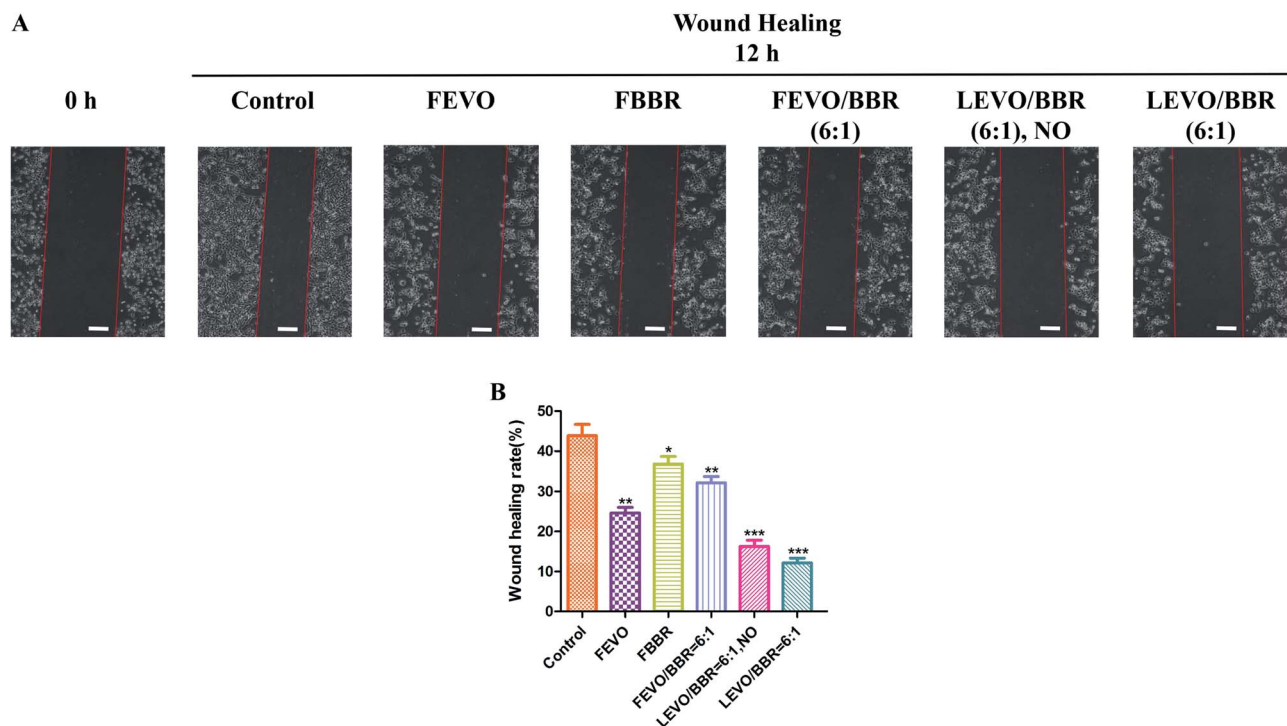 A
Wound Healing
12 h
0 h
Control
FEVO
FBBR
FEVO/BBR
(6:1)
LEVO/BBR
(6:1), NO
LEVO/BBR
(6:1)
B
Wound healing rate(%)
50
40
30
20
10
0
**
*
**
***
***
Control
FEVO
FBBR
FEVO/BBR=6:1
LEVO/BBR=6:1,NO
LEVO/BBR=6:1